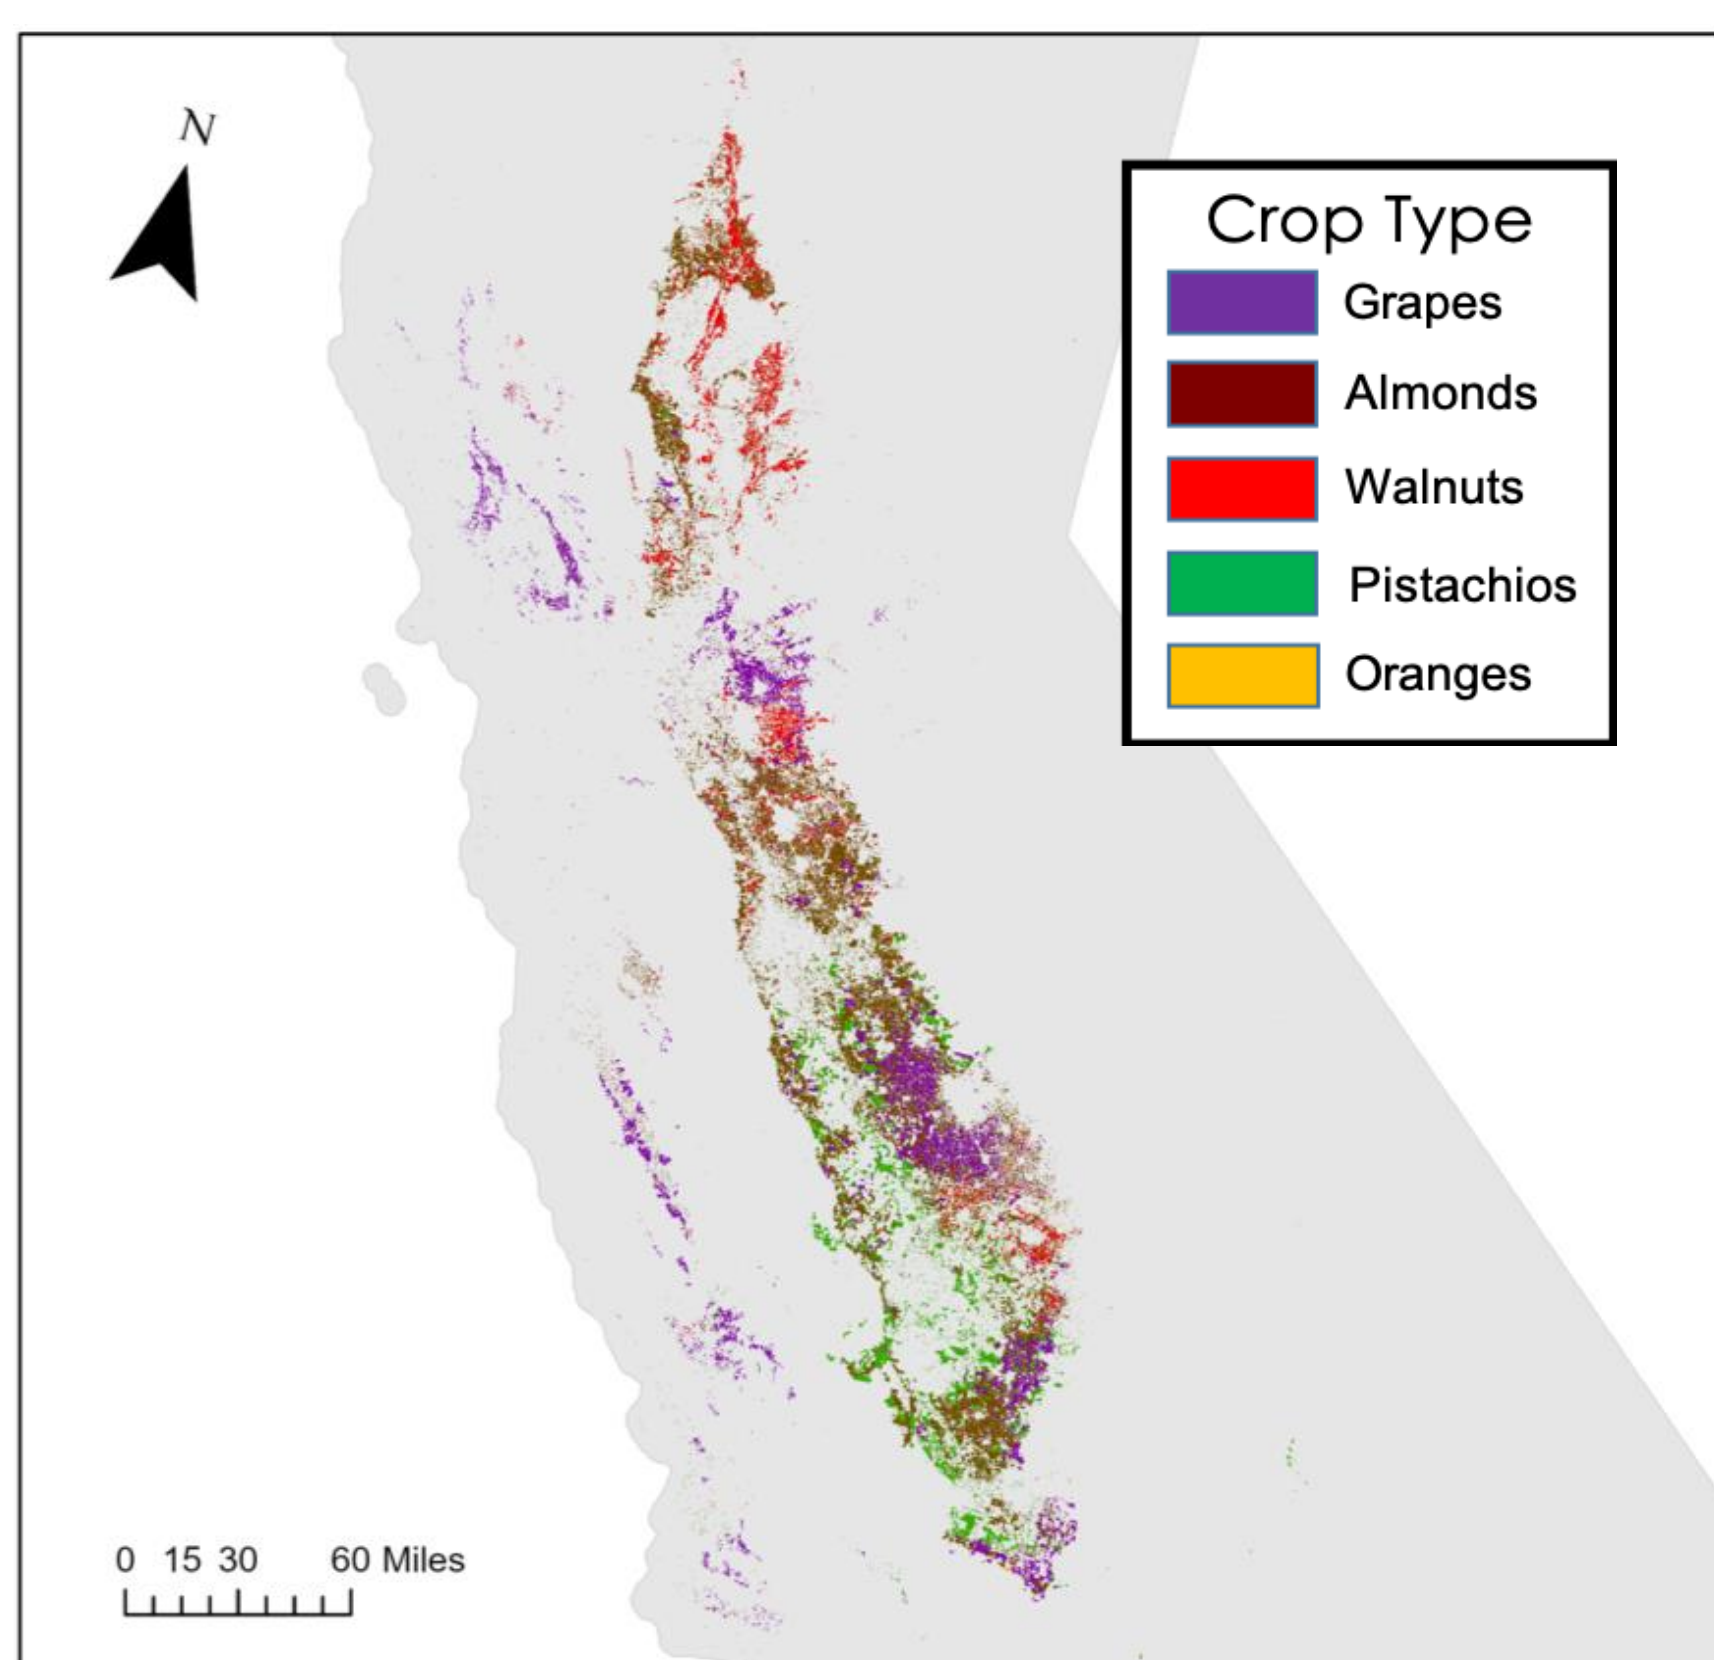 N
Crop Type
Grapes
Almonds
Walnuts
Pistachios
Oranges
0 15 30 60 Miles